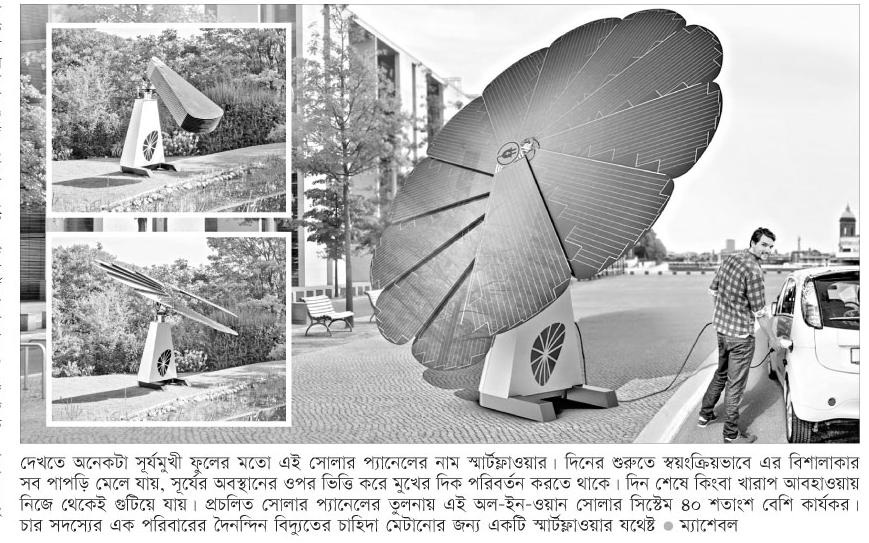 দেখতে অনেকটা সূর্যমুখী ফুলের মতো এই সোলার প্যানেলের নাম স্মার্টফ্লাওয়ার। দিনের শুরুতে স্বয়ংক্রিয়ভাবে এর বিশালাকার
সব পাপড়ি মেলে যায়, সূর্যের অবস্থানের ওপর ভিত্তি করে মুখের দিক পরিবর্তন করতে থাকে। দিন শেষে কিংবা খারাপ আবহাওয়ায়
নিজে থেকেই গুটিয়ে যায়। প্রচলিত সোলার প্যানেলের তুলনায় এই অল-ইন-ওয়ান সোলার সিস্টেম ৪০ শতাংশ বেশি কার্যকর।
চার সদস্যের এক পরিবারের দৈনন্দিন বিদ্যুতের চাহিদা মেটানোর জন্য একটি স্মার্টফ্লাওয়ার যথেষ্ট ● ম্যাশেবল